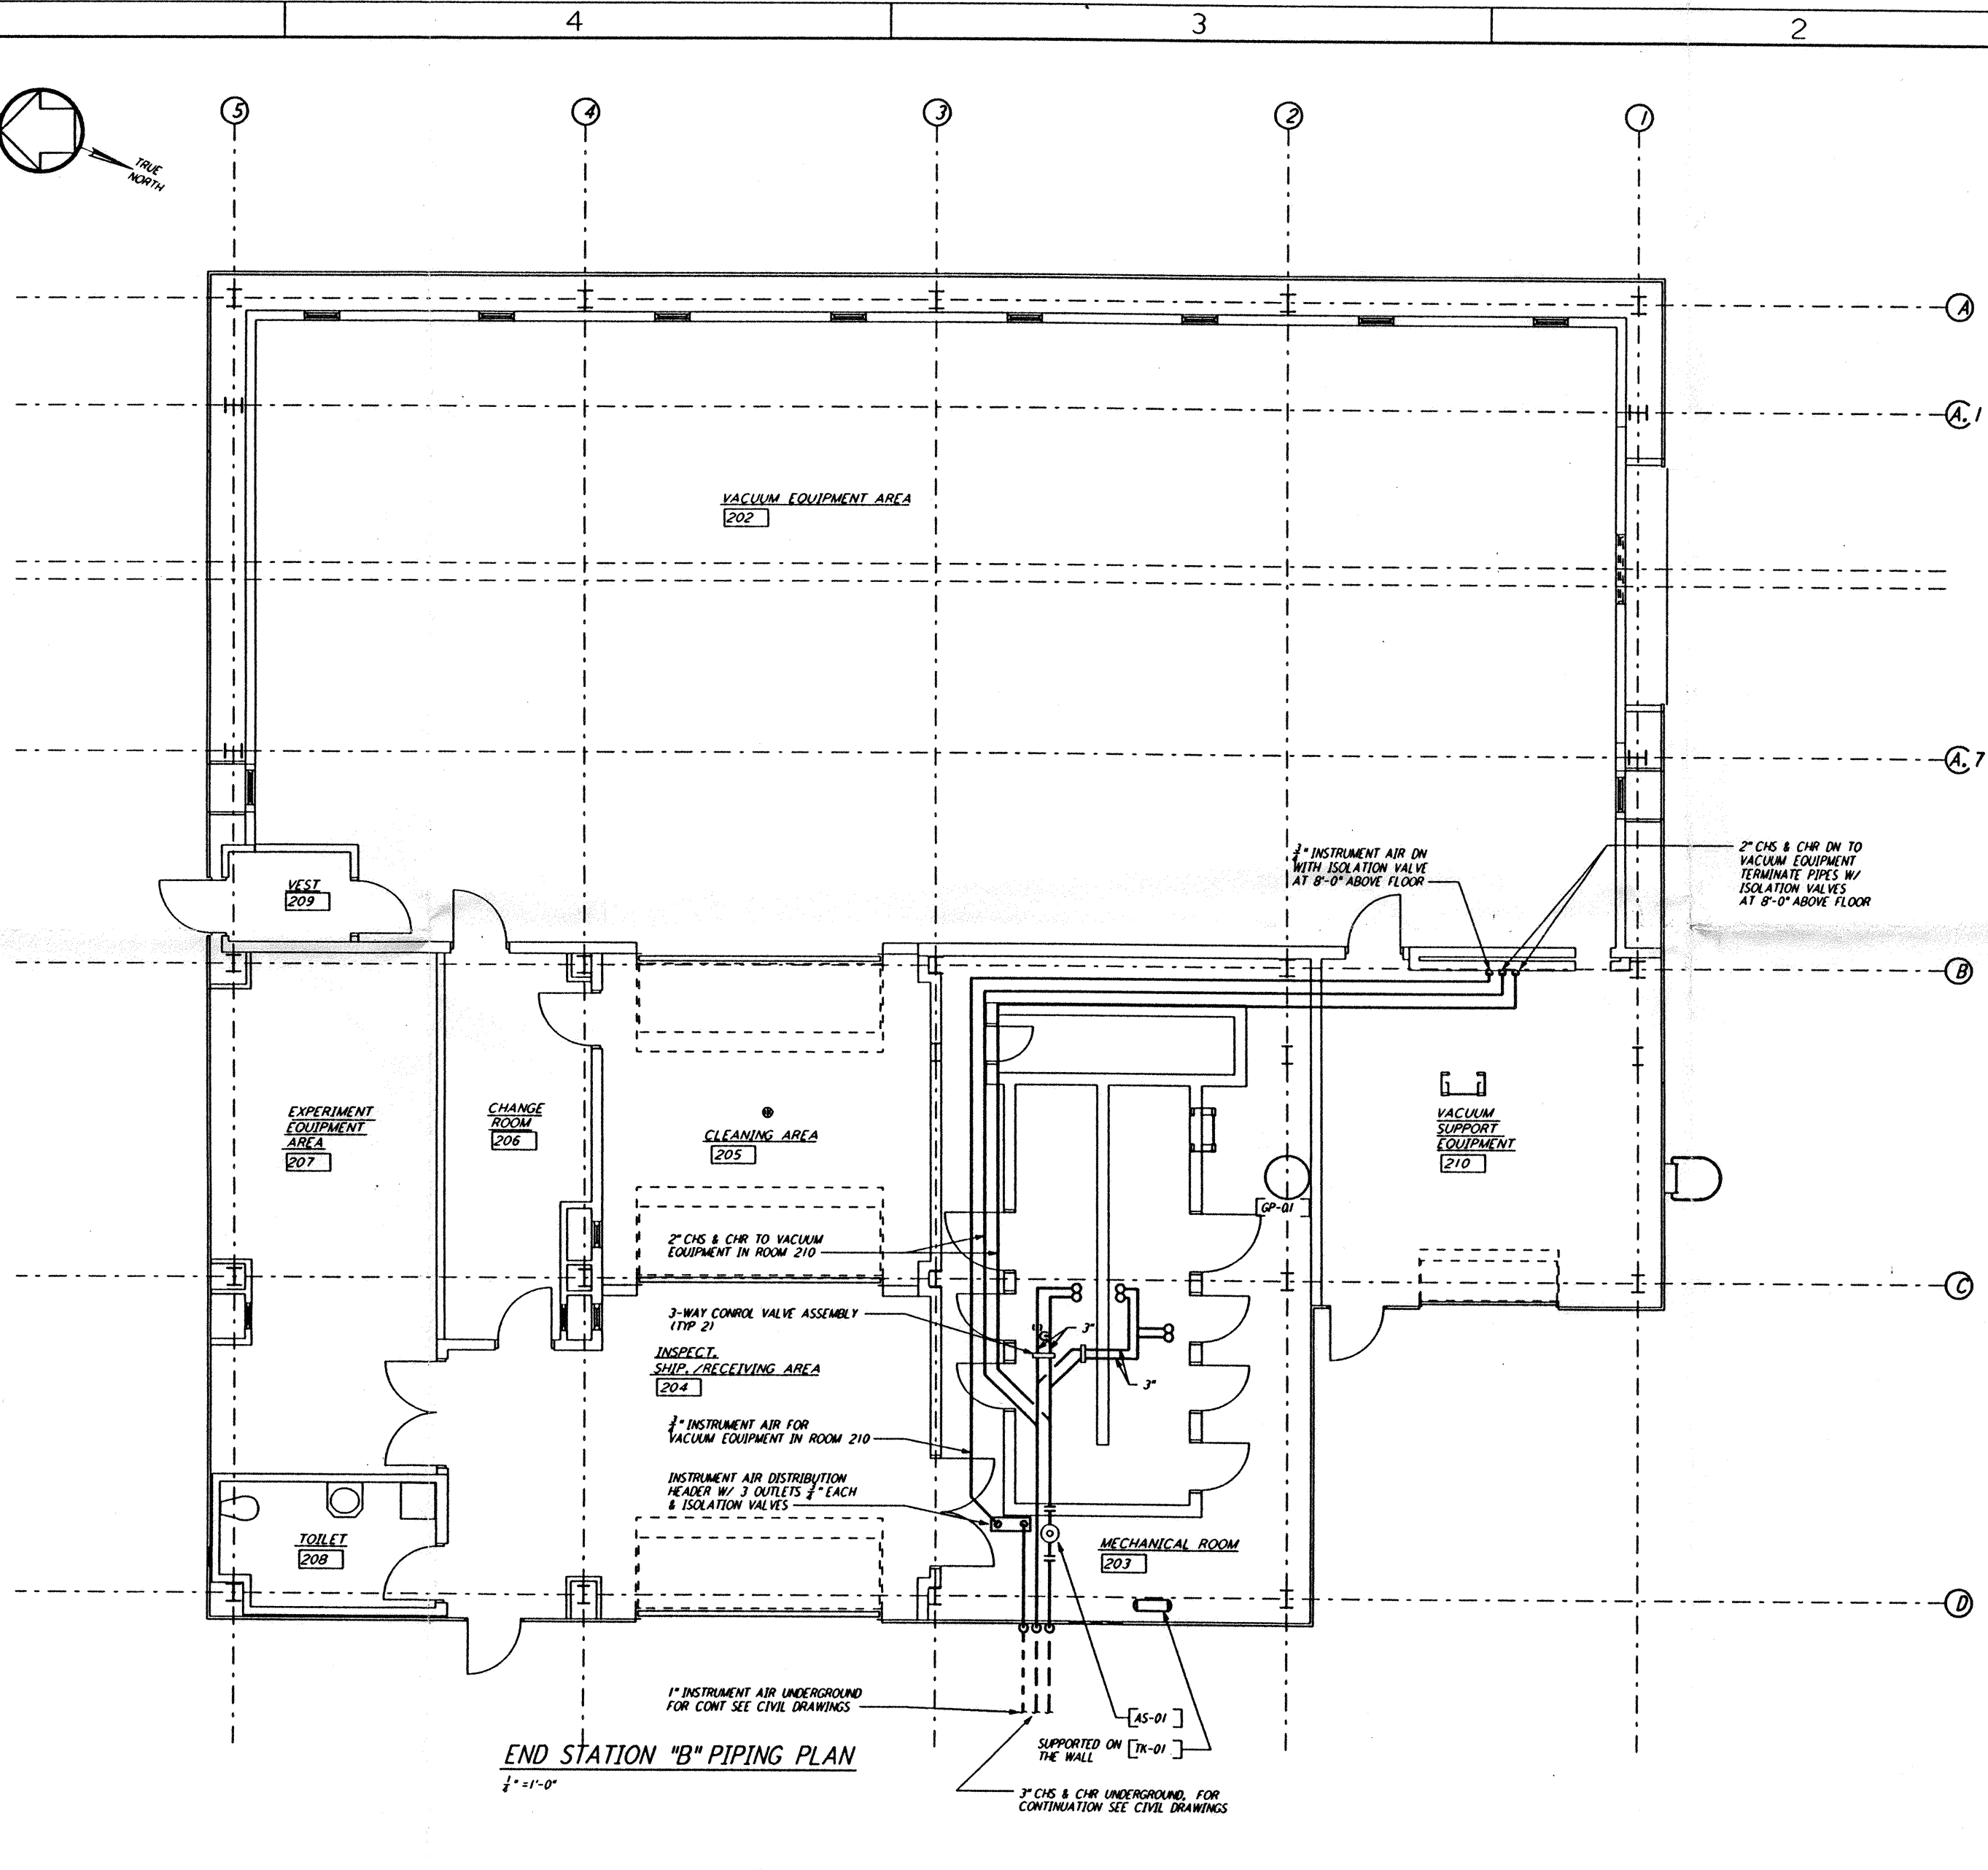 4
3
2
5
4
3
2
1
TRUE
NORTH
A
A.1
VACUUM EQUIPMENT AREA
202
A.7
3/4" INSTRUMENT AIR DN
WITH ISOLATION VALVE
AT 8'-0" ABOVE FLOOR
2" CHS & CHR DN TO
VACUUM EQUIPMENT
TERMINATE PIPES W/
ISOLATION VALVES
AT 8'-0" ABOVE FLOOR
VEST
209
B
EXPERIMENT
EQUIPMENT
AREA
207
CHANGE
ROOM
206
CLEANING AREA
205
VACUUM
SUPPORT
EQUIPMENT
210
GP-01
2" CHS & CHR TO VACUUM
EQUIPMENT IN ROOM 210
C
3-WAY CONROL VALVE ASSEMBLY
(TYP 2)
3"
3"
INSPECT.
SHIP./RECEIVING AREA
204
3/4" INSTRUMENT AIR FOR
VACUUM EQUIPMENT IN ROOM 210
INSTRUMENT AIR DISTRIBUTION
HEADER W/ 3 OUTLETS 3/4" EACH
& ISOLATION VALVES
TOILET
208
MECHANICAL ROOM
203
D
1" INSTRUMENT AIR UNDERGROUND
FOR CONT SEE CIVIL DRAWINGS
AS-01
SUPPORTED ON
THE WALL
TK-01
END STATION "B" PIPING PLAN
1/4" =1'-0"
3" CHS & CHR UNDERGROUND, FOR
CONTINUATION SEE CIVIL DRAWINGS